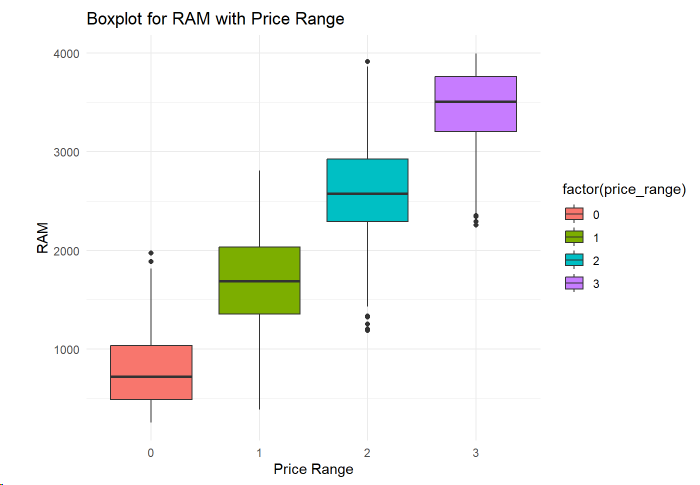 Boxplot for RAM with Price Range
4000
3000
2000
1000
RAM
0 1 2 3
Price Range
factor(price_range)
0
1
2
3